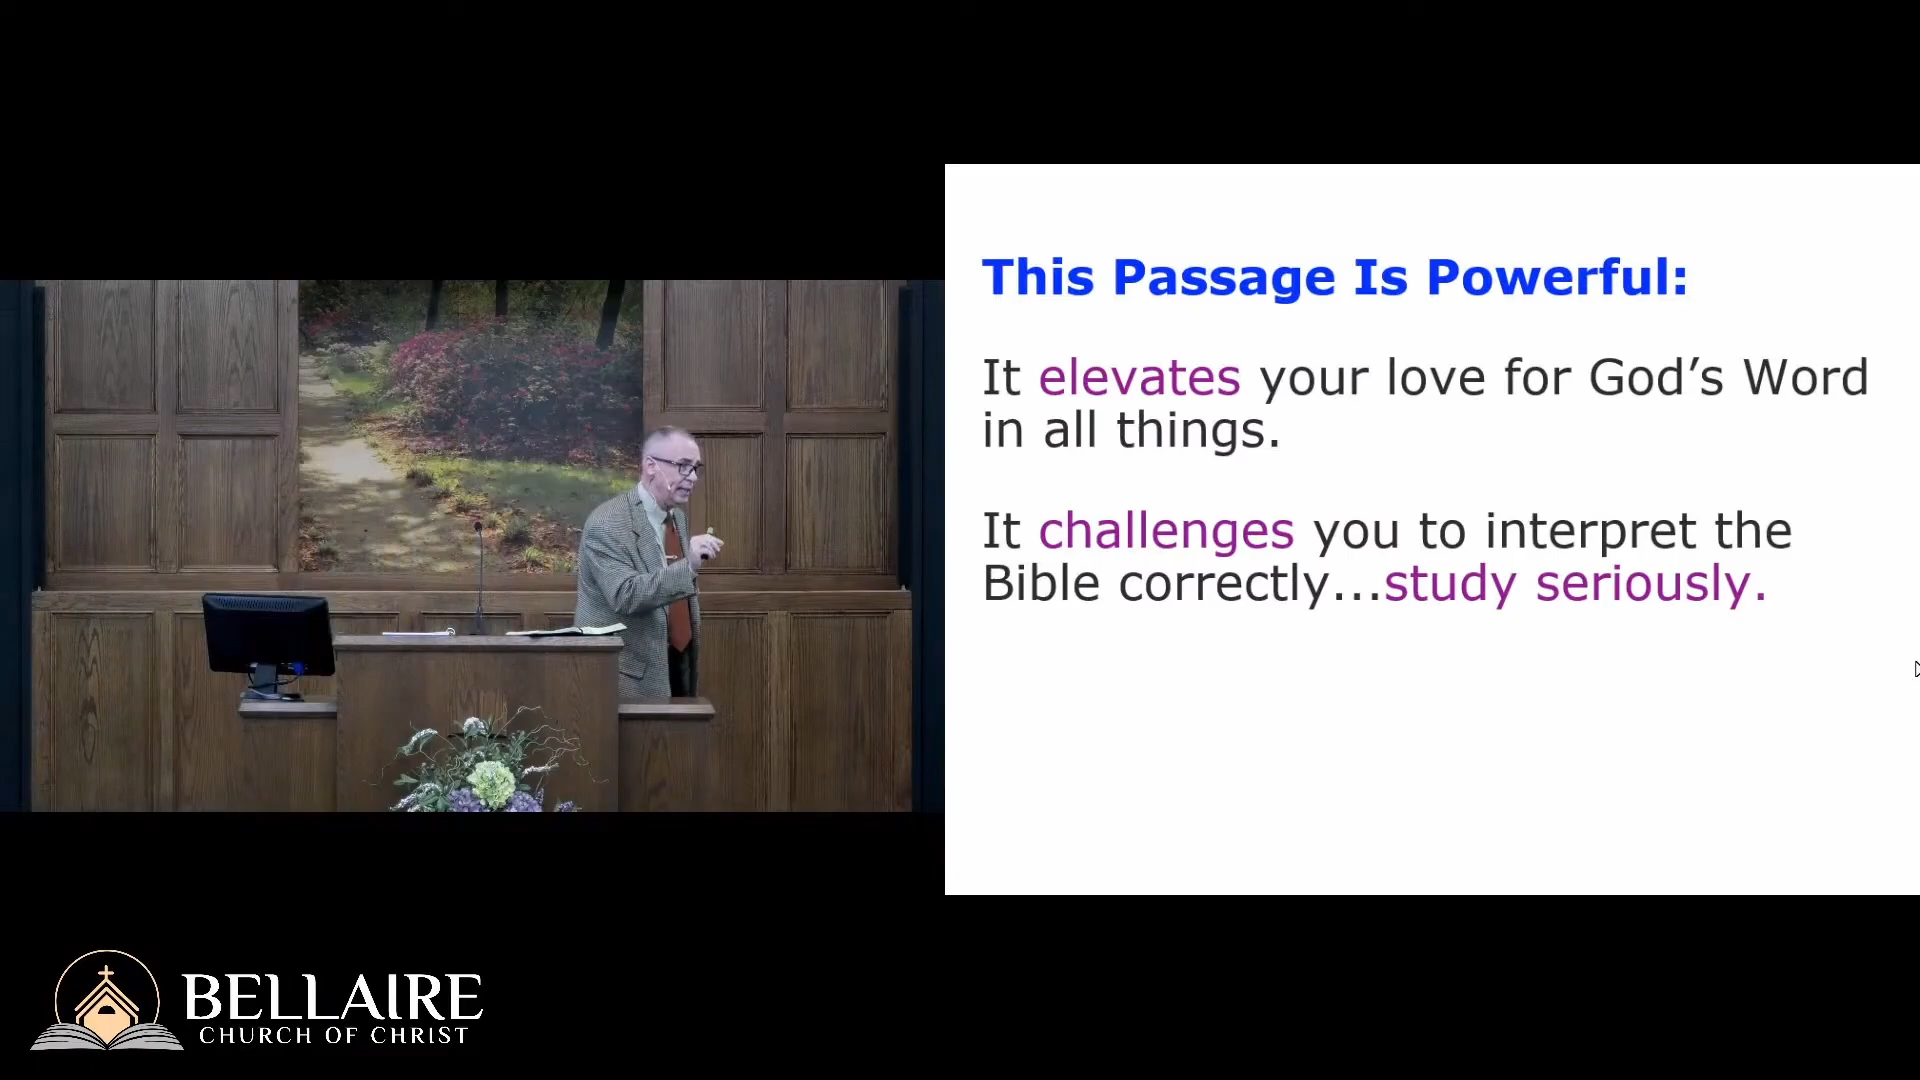 This Passage Is Powerful:
It elevates your love for God’s Word
in all things.
It challenges you to interpret the
Bible correctly...study seriously.
BELLAIRE
CHURCH OF CHRIST